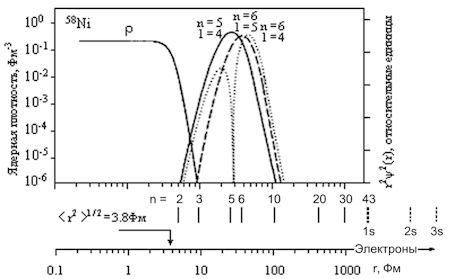 ⁵⁸Ni
ρ
n=5
l=4
n=6
l=5
n=6
l=4
Ядерная плотность, Фм⁻³
10⁰
10⁻¹
10⁻²
10⁻³
10⁻⁴
10⁻⁵
10⁻⁶
r²ψ²(r), относительные единицы
n = 2 3 5 6 10 20 30 43
1s 2s 3s
<r²>¹/²=3.8Фм
Электроны
0.1 1 10 100 1000
r, Фм